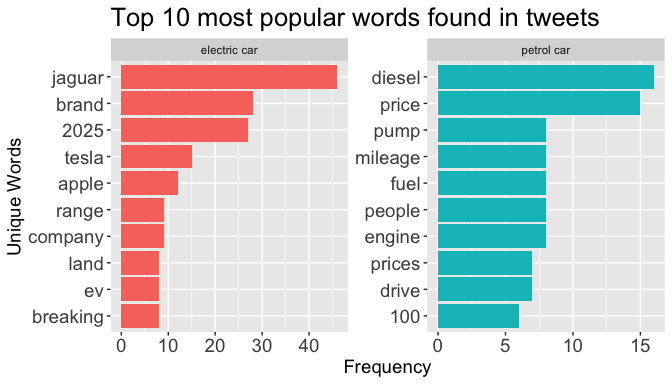 Top 10 most popular words found in tweets
electric car
petrol car
Unique Words
jaguar
brand
2025
tesla
apple
range
company
land
ev
breaking
0 10 20 30 40
diesel
price
pump
mileage
fuel
people
engine
prices
drive
100
0 5 10 15
Frequency